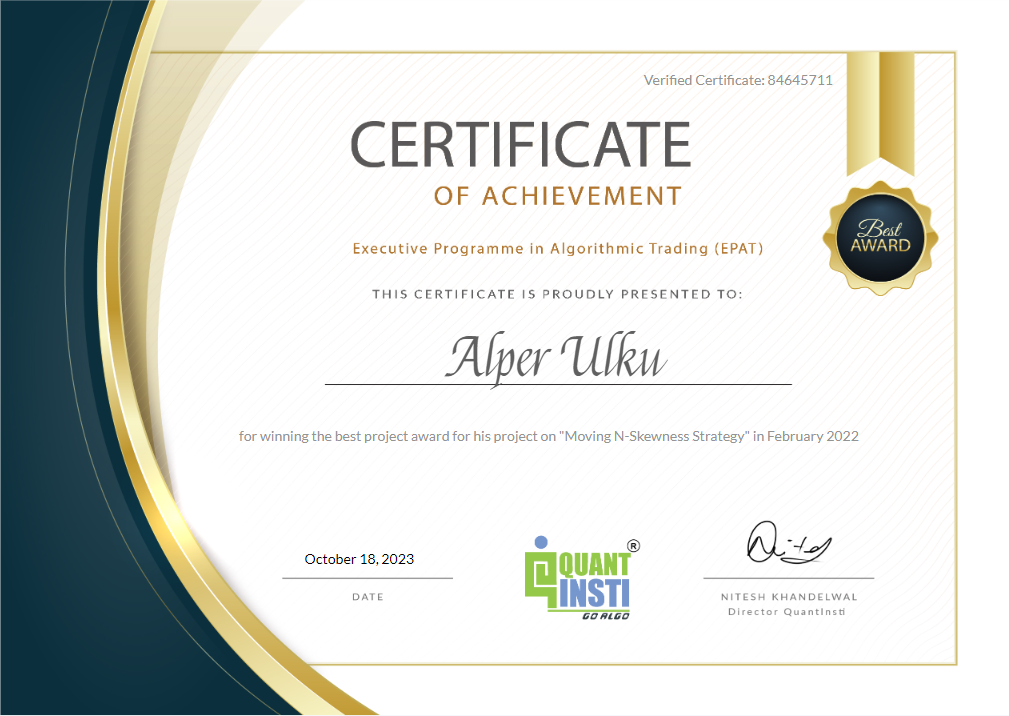 Verified Certificate: 84645711
CERTIFICATE
OF ACHIEVEMENT
Best
AWARD
Executive Programme in Algorithmic Trading (EPAT)
THIS CERTIFICATE IS PROUDLY PRESENTED TO:
Alper Ulku
for winning the best project award for his project on "Moving N-Skewness Strategy" in February 2022
October 18, 2023
DATE
QUANT
INSTI
GO ALGO
®
Nitesh
NITESH KHANDELWAL
Director QuantInsti